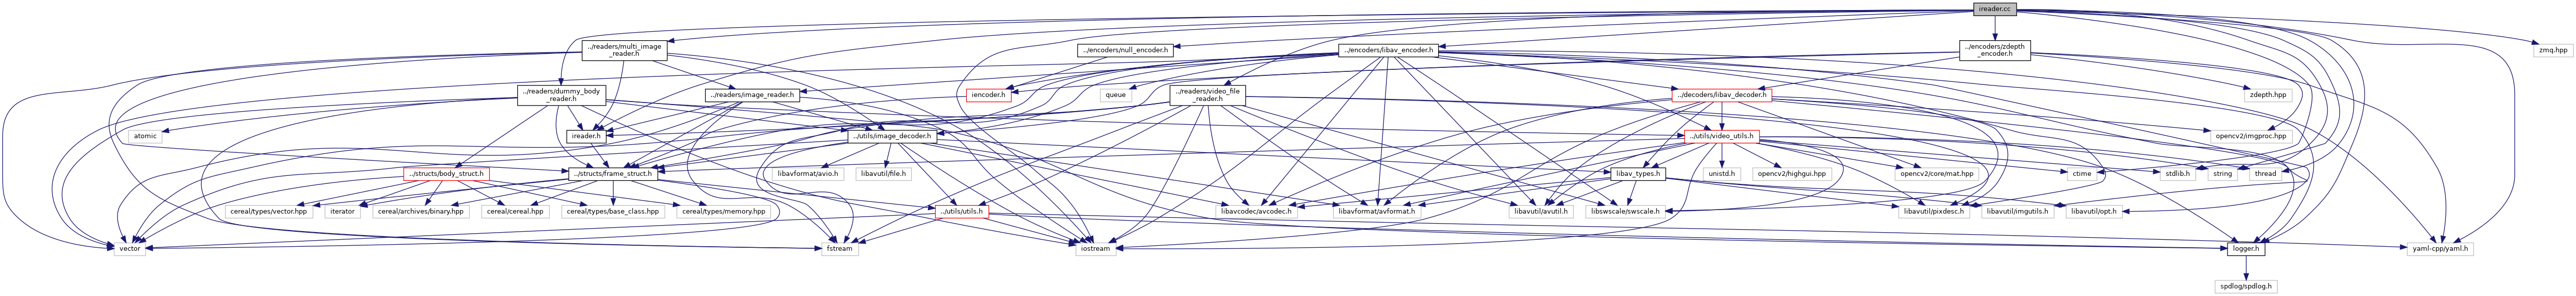 ireader.cc
../readers/multi_image
_reader.h
../encoders/null_encoder.h
../encoders/libav_encoder.h
../encoders/zdepth
_encoder.h
zmq.hpp
../readers/dummy_body
_reader.h
../readers/image_reader.h
iencoder.h
queue
../readers/video_file
_reader.h
../decoders/libav_decoder.h
zdepth.hpp
atomic
ireader.h
../utils/image_decoder.h
../utils/video_utils.h
opencv2/imgproc.hpp
../structs/body_struct.h
../structs/frame_struct.h
libavformat/avio.h
libavutil/file.h
libav_types.h
unistd.h
opencv2/highgui.hpp
opencv2/core/mat.hpp
ctime
stdlib.h
string
thread
cereal/types/vector.hpp
iterator
cereal/archives/binary.hpp
cereal/cereal.hpp
cereal/types/base_class.hpp
cereal/types/memory.hpp
../utils/utils.h
libavcodec/avcodec.h
libavformat/avformat.h
libavutil/avutil.h
libswscale/swscale.h
libavutil/pixdesc.h
libavutil/imgutils.h
libavutil/opt.h
vector
fstream
iostream
logger.h
yaml-cpp/yaml.h
spdlog/spdlog.h